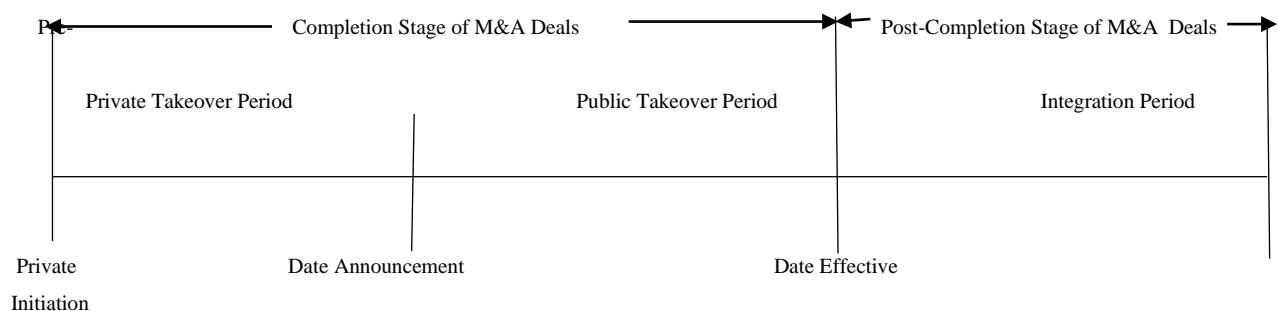 Pre- Completion Stage of M&A Deals Post-Completion Stage of M&A Deals
Private Takeover Period Public Takeover Period Integration Period
Private Date Announcement Date Effective
Initiation